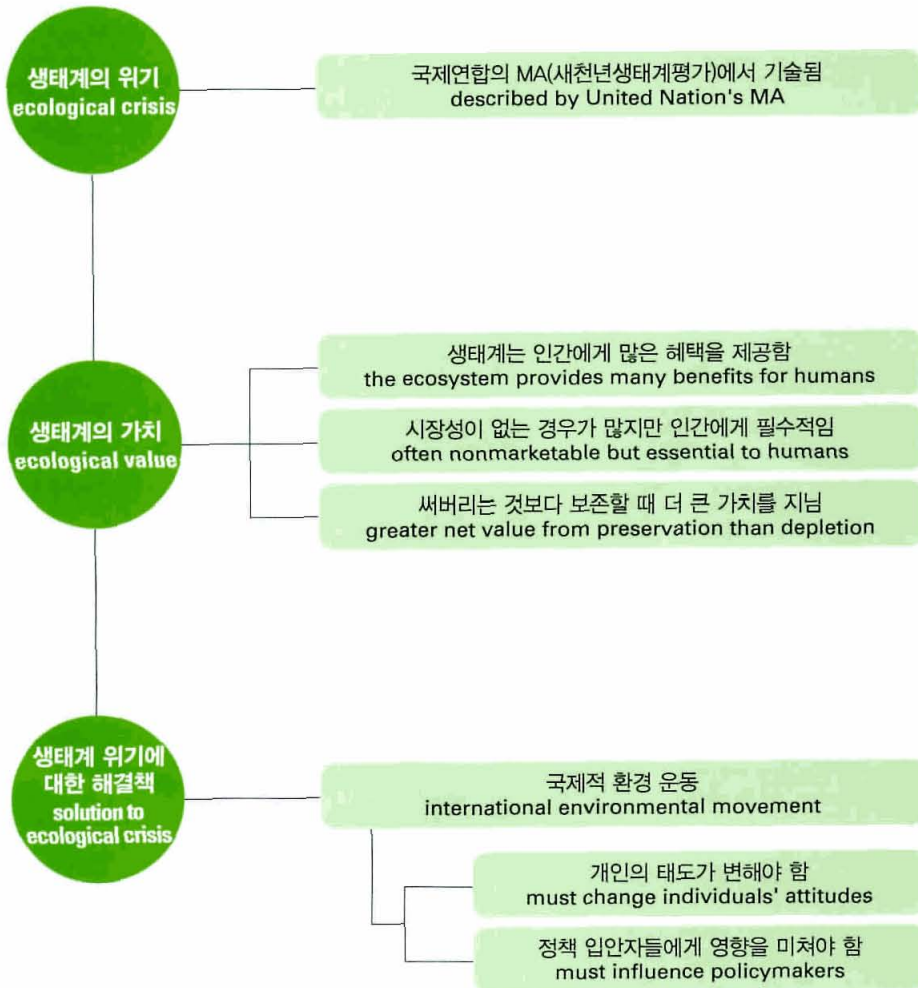 생태계의 위기
ecological crisis
국제연합의 MA(새천년생태계평가)에서 기술됨
described by United Nation's MA
생태계의 가치
ecological value
생태계는 인간에게 많은 혜택을 제공함
the ecosystem provides many benefits for humans
시장성이 없는 경우가 많지만 인간에게 필수적임
often nonmarketable but essential to humans
써버리는 것보다 보존할 때 더 큰 가치를 지님
greater net value from preservation than depletion
생태계 위기에
대한 해결책
solution to
ecological crisis
국제적 환경 운동
international environmental movement
개인의 태도가 변해야 함
must change individuals' attitudes
정책 입안자들에게 영향을 미쳐야 함
must influence policymakers